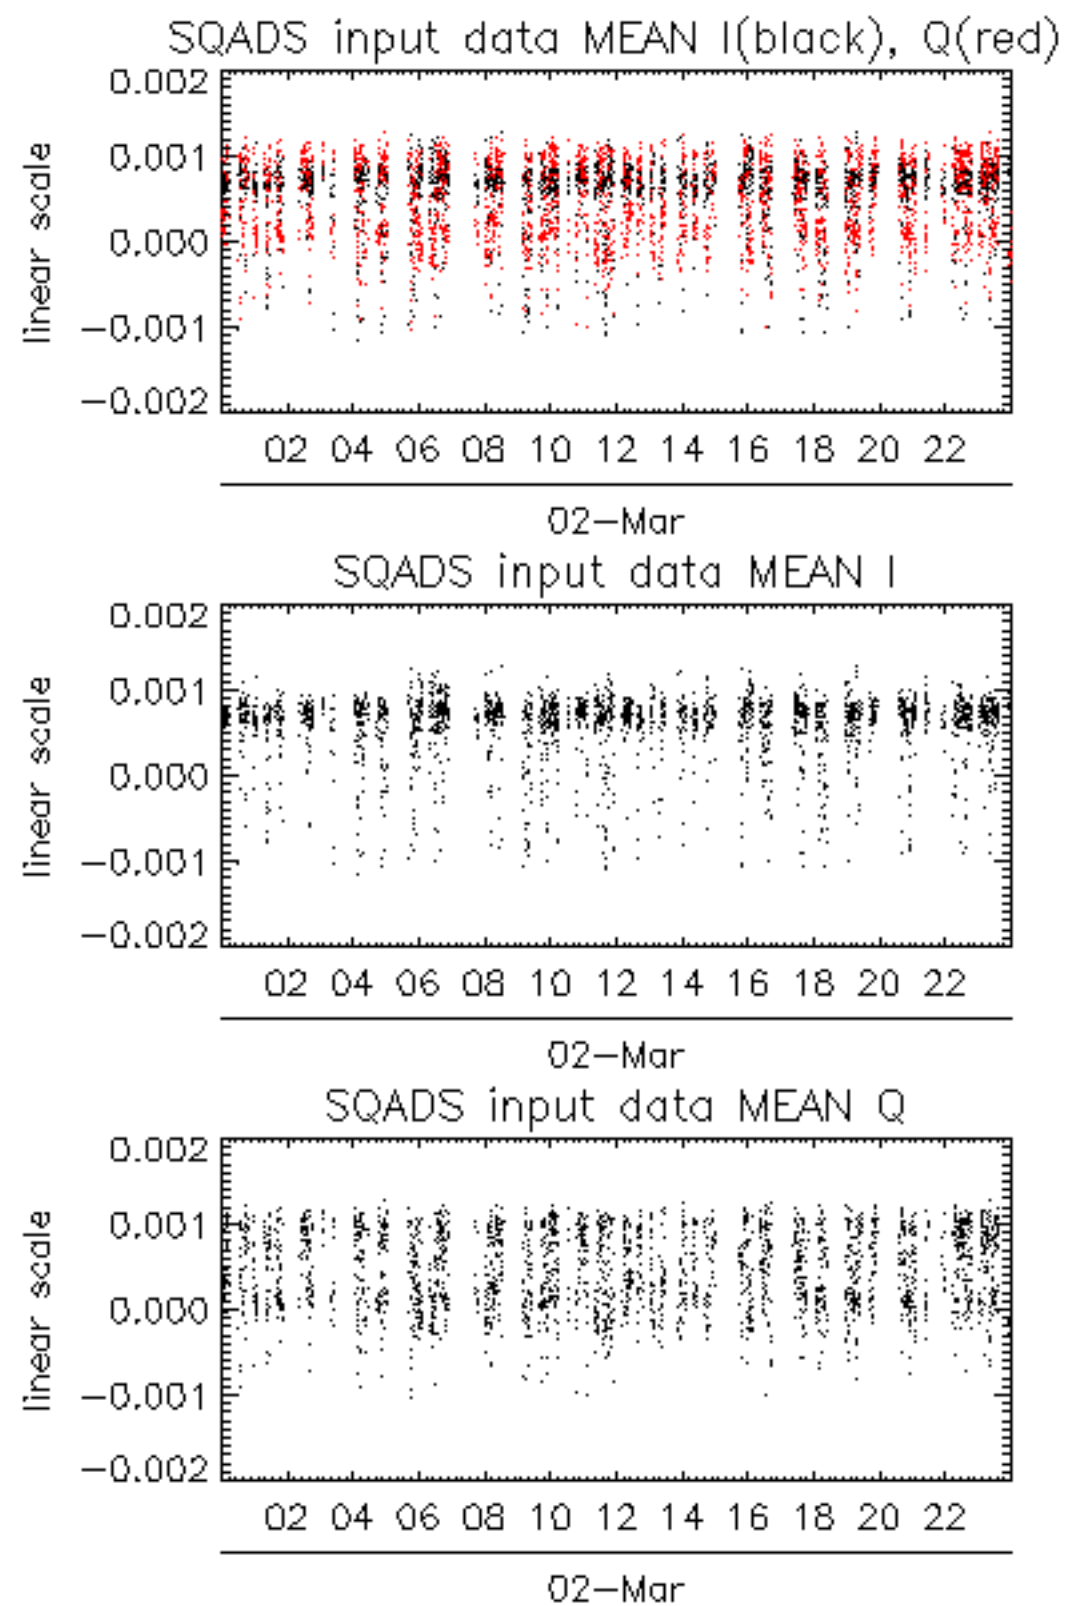 SQADS input data MEAN I(black), Q(red)
0.002
0.001
0.000
−0.001
−0.002
linear scale
02 04 06 08 10 12 14 16 18 20 22
02−Mar
SQADS input data MEAN I
0.002
0.001
0.000
−0.001
−0.002
linear scale
02 04 06 08 10 12 14 16 18 20 22
02−Mar
SQADS input data MEAN Q
0.002
0.001
0.000
−0.001
−0.002
linear scale
02 04 06 08 10 12 14 16 18 20 22
02−Mar